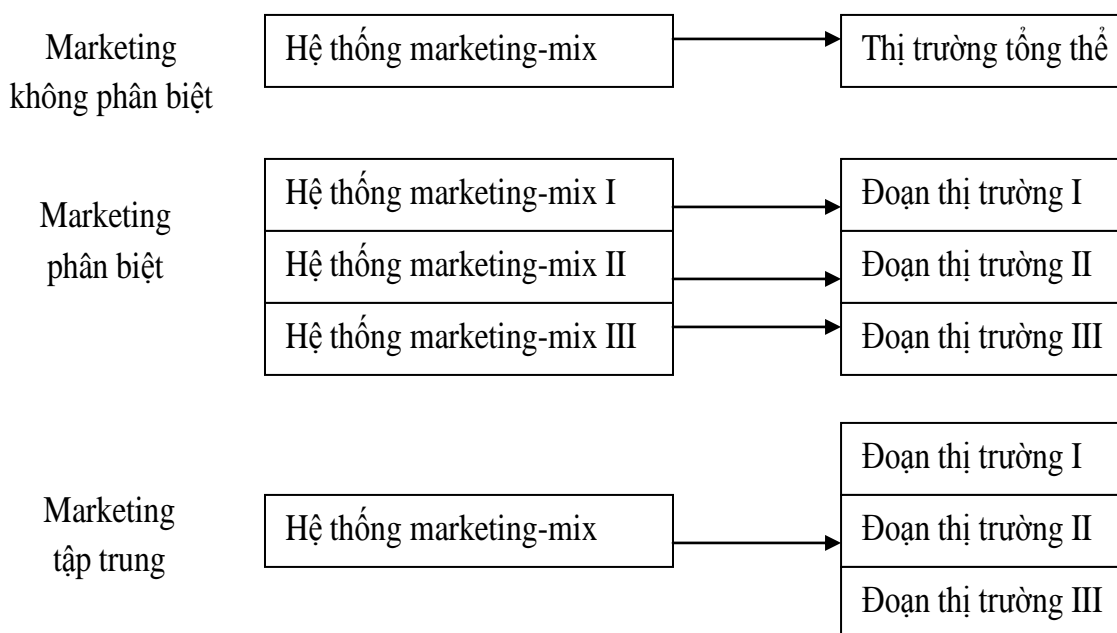 Marketing
không phân biệt
Hệ thống marketing-mix
Thị trường tổng thể
Marketing
phân biệt
Hệ thống marketing-mix I
Đoạn thị trường I
Hệ thống marketing-mix II
Đoạn thị trường II
Hệ thống marketing-mix III
Đoạn thị trường III
Marketing
tập trung
Hệ thống marketing-mix
Đoạn thị trường I
Đoạn thị trường II
Đoạn thị trường III